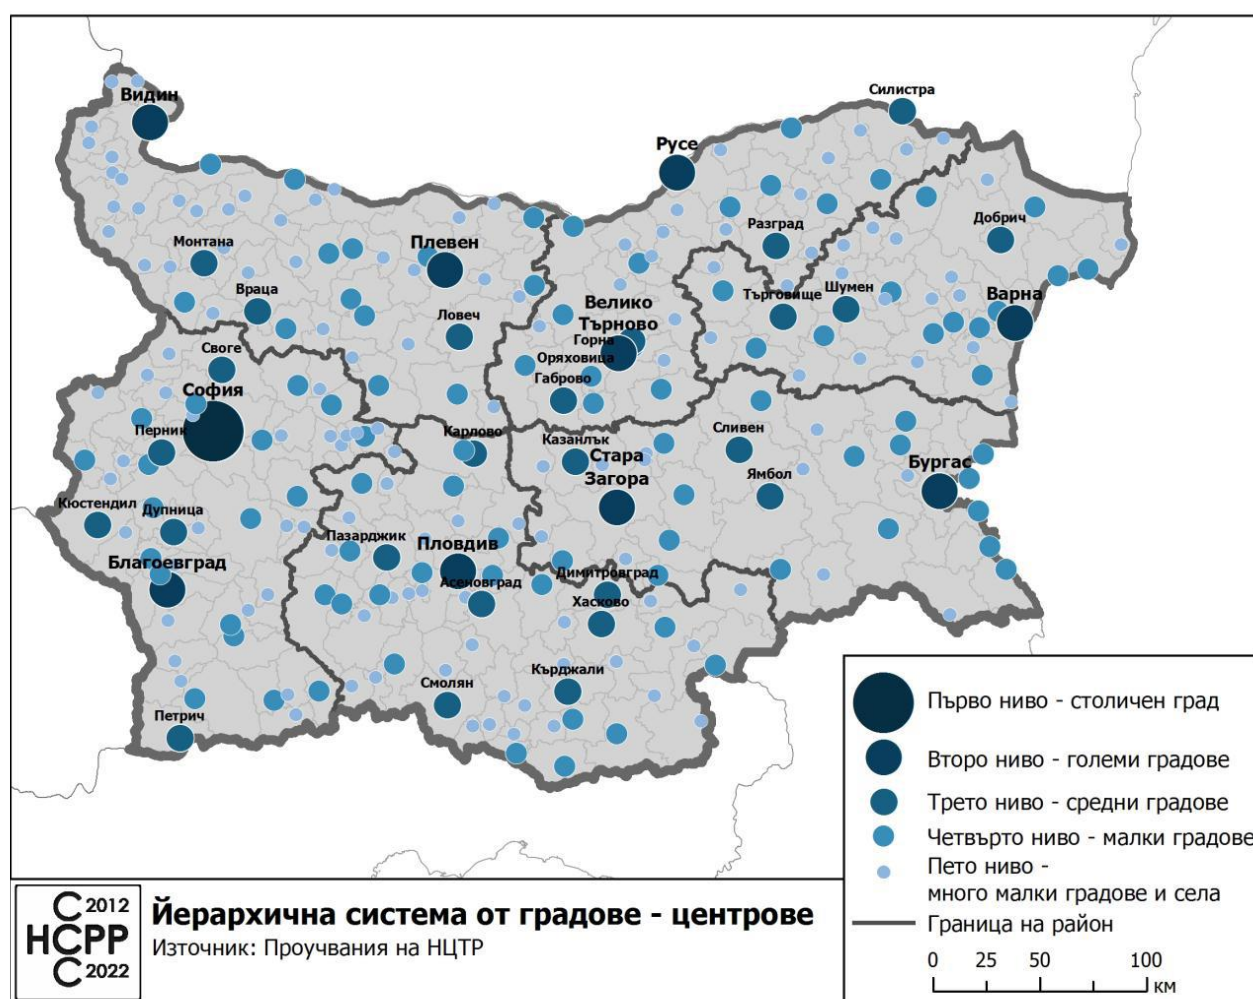 Видин
Силистра
Русе
Добрич
Разград
Монтана
Плевен
Враца
Велико
Търново
Търговище
Шумен
Варна
Ловеч
Горна
Оряховица
Своге
Габрово
София
Перник
Карлово
Казанлък
Сливен
Стара
Загора
Бургас
Ямбол
Кюстендил
Дупница
Пазарджик
Пловдив
Благоевград
Асеновград
Димитровград
Хасково
Кърджали
Смолян
Петрич
Първо ниво - столичен град
Второ ниво - големи градове
Трето ниво - средни градове
Четвърто ниво - малки градове
Пето ниво -
много малки градове и села
Граница на район
0 25 50 100
км
С 2012
НСРР
С 2022
Йерархична система от градове - центрове
Източник: Проучвания на НЦТР